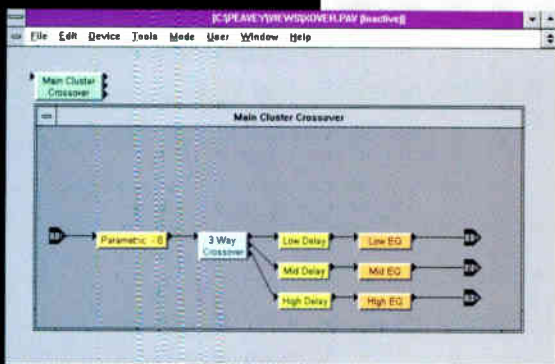 [C:\PEAVEY\VIEWS\XOVER.PAV [Inactive]]
File Edit Device Tools Mode User Window Help
Main Cluster
Crossover
Main Cluster Crossover
Parametric - 6
3 Way
Crossover
Low Delay
Low EQ
Mid Delay
Mid EQ
High Delay
High EQ